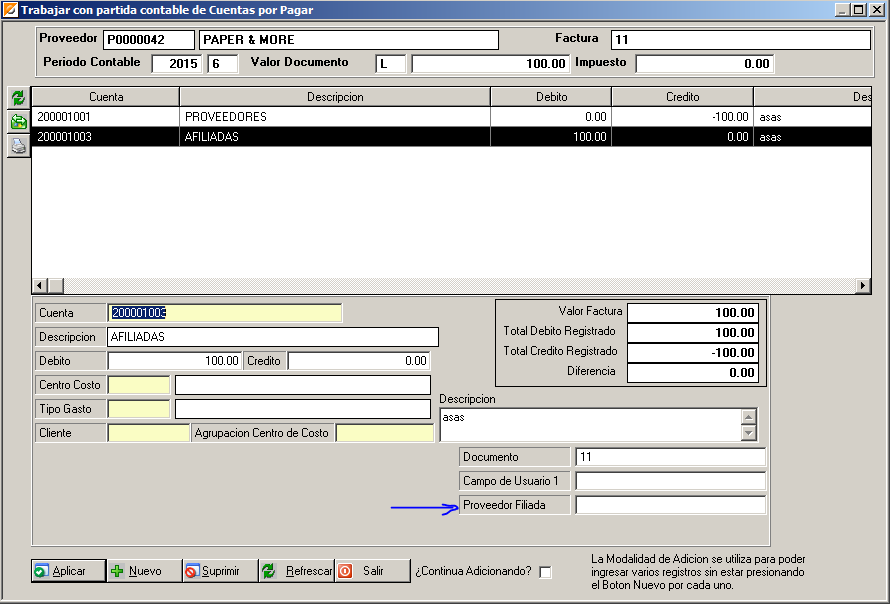 Trabajar con partida contable de Cuentas por Pagar
Proveedor P0000042 PAPER & MORE Factura 11
Periodo Contable 2015 6 Valor Documento L 100.00 Impuesto 0.00
Cuenta Descripcion Debito Credito Des
200001001 PROVEEDORES 0.00 -100.00 asas
200001003 AFILIADAS 100.00 0.00 asas
Cuenta 200001003
Descripcion AFILIADAS
Debito 100.00 Credito 0.00
Centro Costo
Tipo Gasto
Cliente Agrupacion Centro de Costo
Valor Factura 100.00
Total Debito Registrado 100.00
Total Credito Registrado -100.00
Diferencia 0.00
Descripcion
asas
Documento 11
Campo de Usuario 1
Proveedor Filiada
Aplicar Nuevo Suprimir Refrescar Salir ¿Continua Adicionando?
La Modalidad de Adicion se utiliza para poder
ingresar varios registros sin estar presionando
el Boton Nuevo por cada uno.